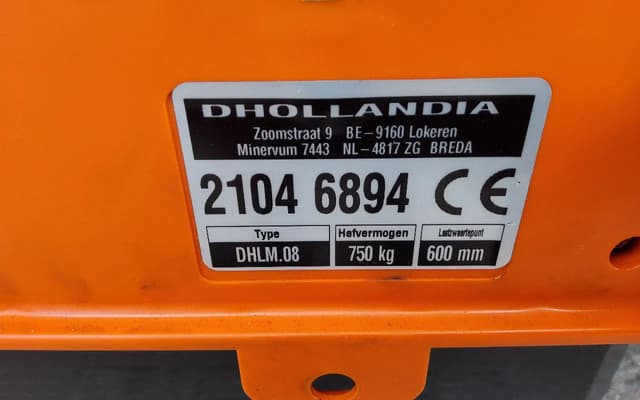 DHOLLANDIA
Zoomstraat 9 BE-9160 Lokeren
Minervum 7443 NL-4817 ZG BREDA
2104 6894 CE
Type Hefvermogen Lastzwaartepunt
DHLM.08 750 kg 600 mm